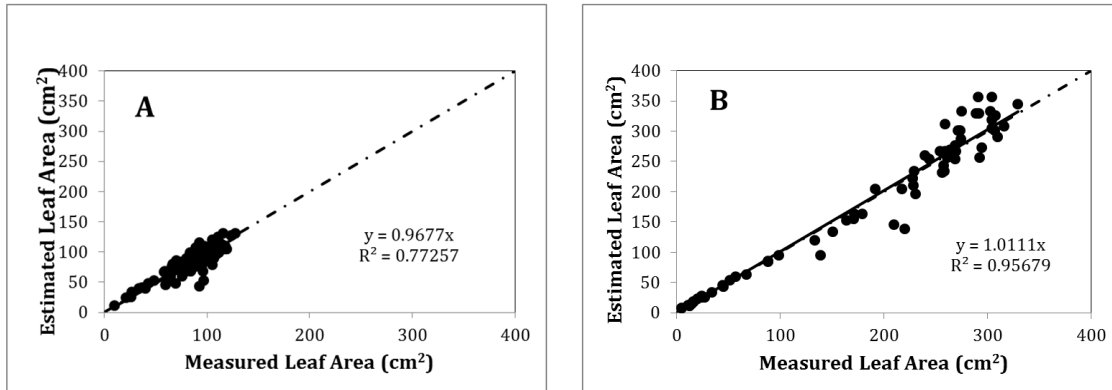 A
Estimated Leaf Area (cm²)
400
350
300
250
200
150
100
50
0
y = 0.9677x
R² = 0.77257
0 100 200 300 400
Measured Leaf Area (cm²)
B
Estimated Leaf Area (cm²)
400
350
300
250
200
150
100
50
0
y = 1.0111x
R² = 0.95679
0 100 200 300 400
Measured Leaf Area (cm²)